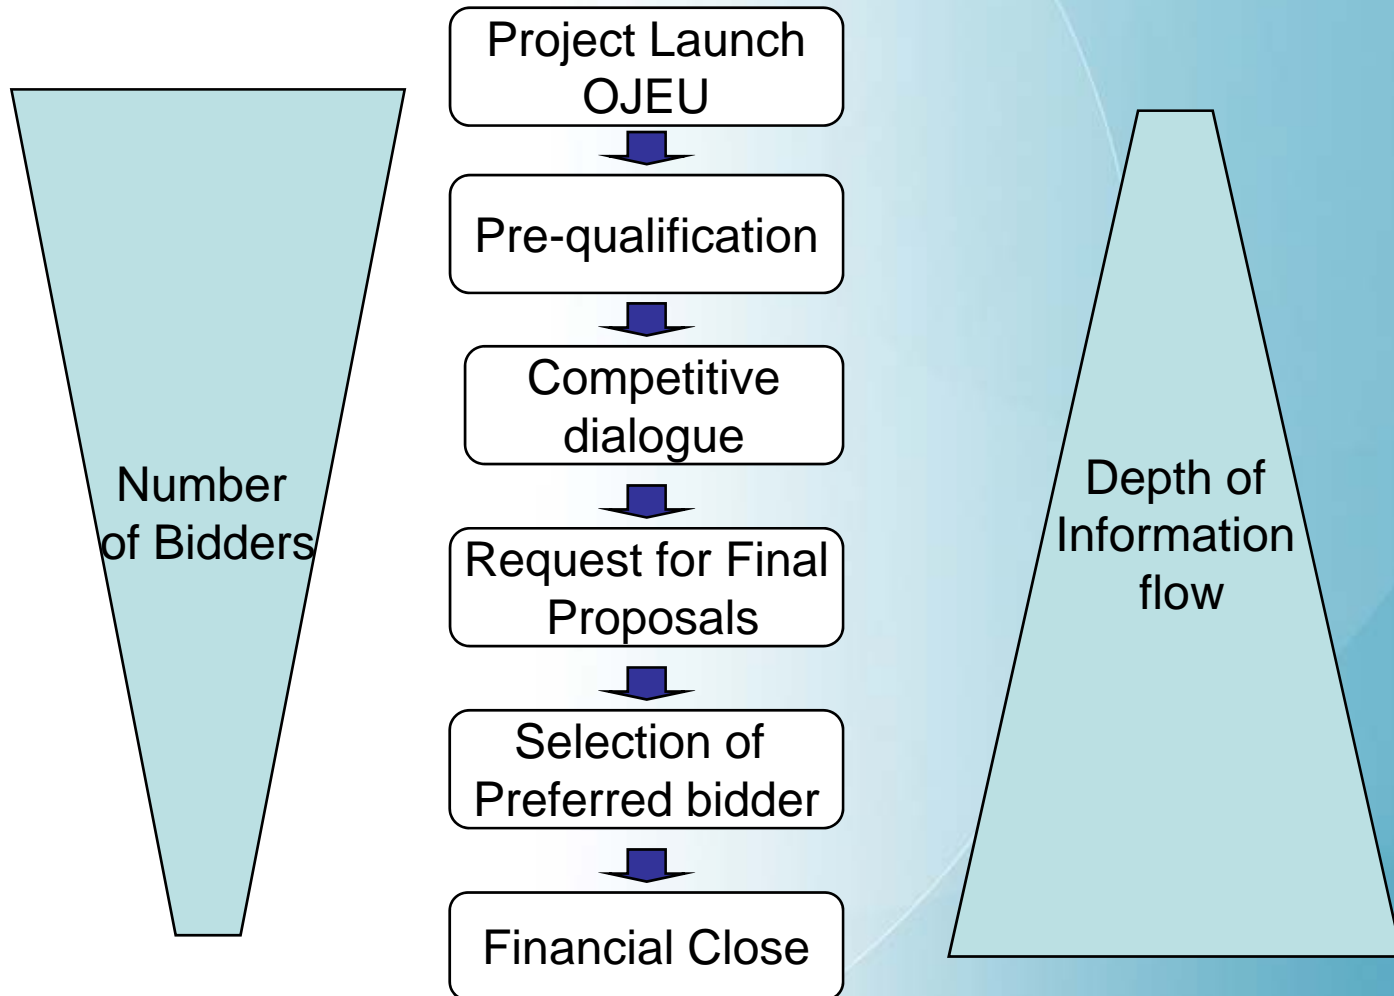 Project Launch
OJEU
Pre-qualification
Competitive
dialogue
Request for Final
Proposals
Selection of
Preferred bidder
Financial Close
Number
of Bidders
Depth of
Information
flow